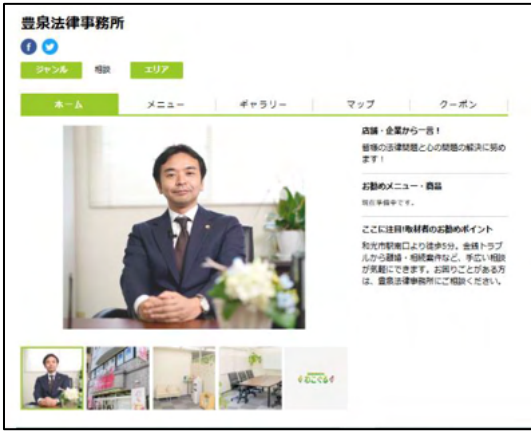 豊泉法律事務所
ジャンル 相談 エリア
ホーム メニュー ギャラリー マップ クーポン
店舗・企業から一言！
皆様の法律問題と心の問題の解決に努め
ます！
お勧めメニュー・商品
現在準備中です。
ここに注目!取材者のお勧めポイント
和光市駅南口より徒歩5分。金銭トラブ
ルから離婚・相続案件など、手広い相談
が気軽にできます。お困りごとがある方
は、豊泉法律事務所にご相談ください。